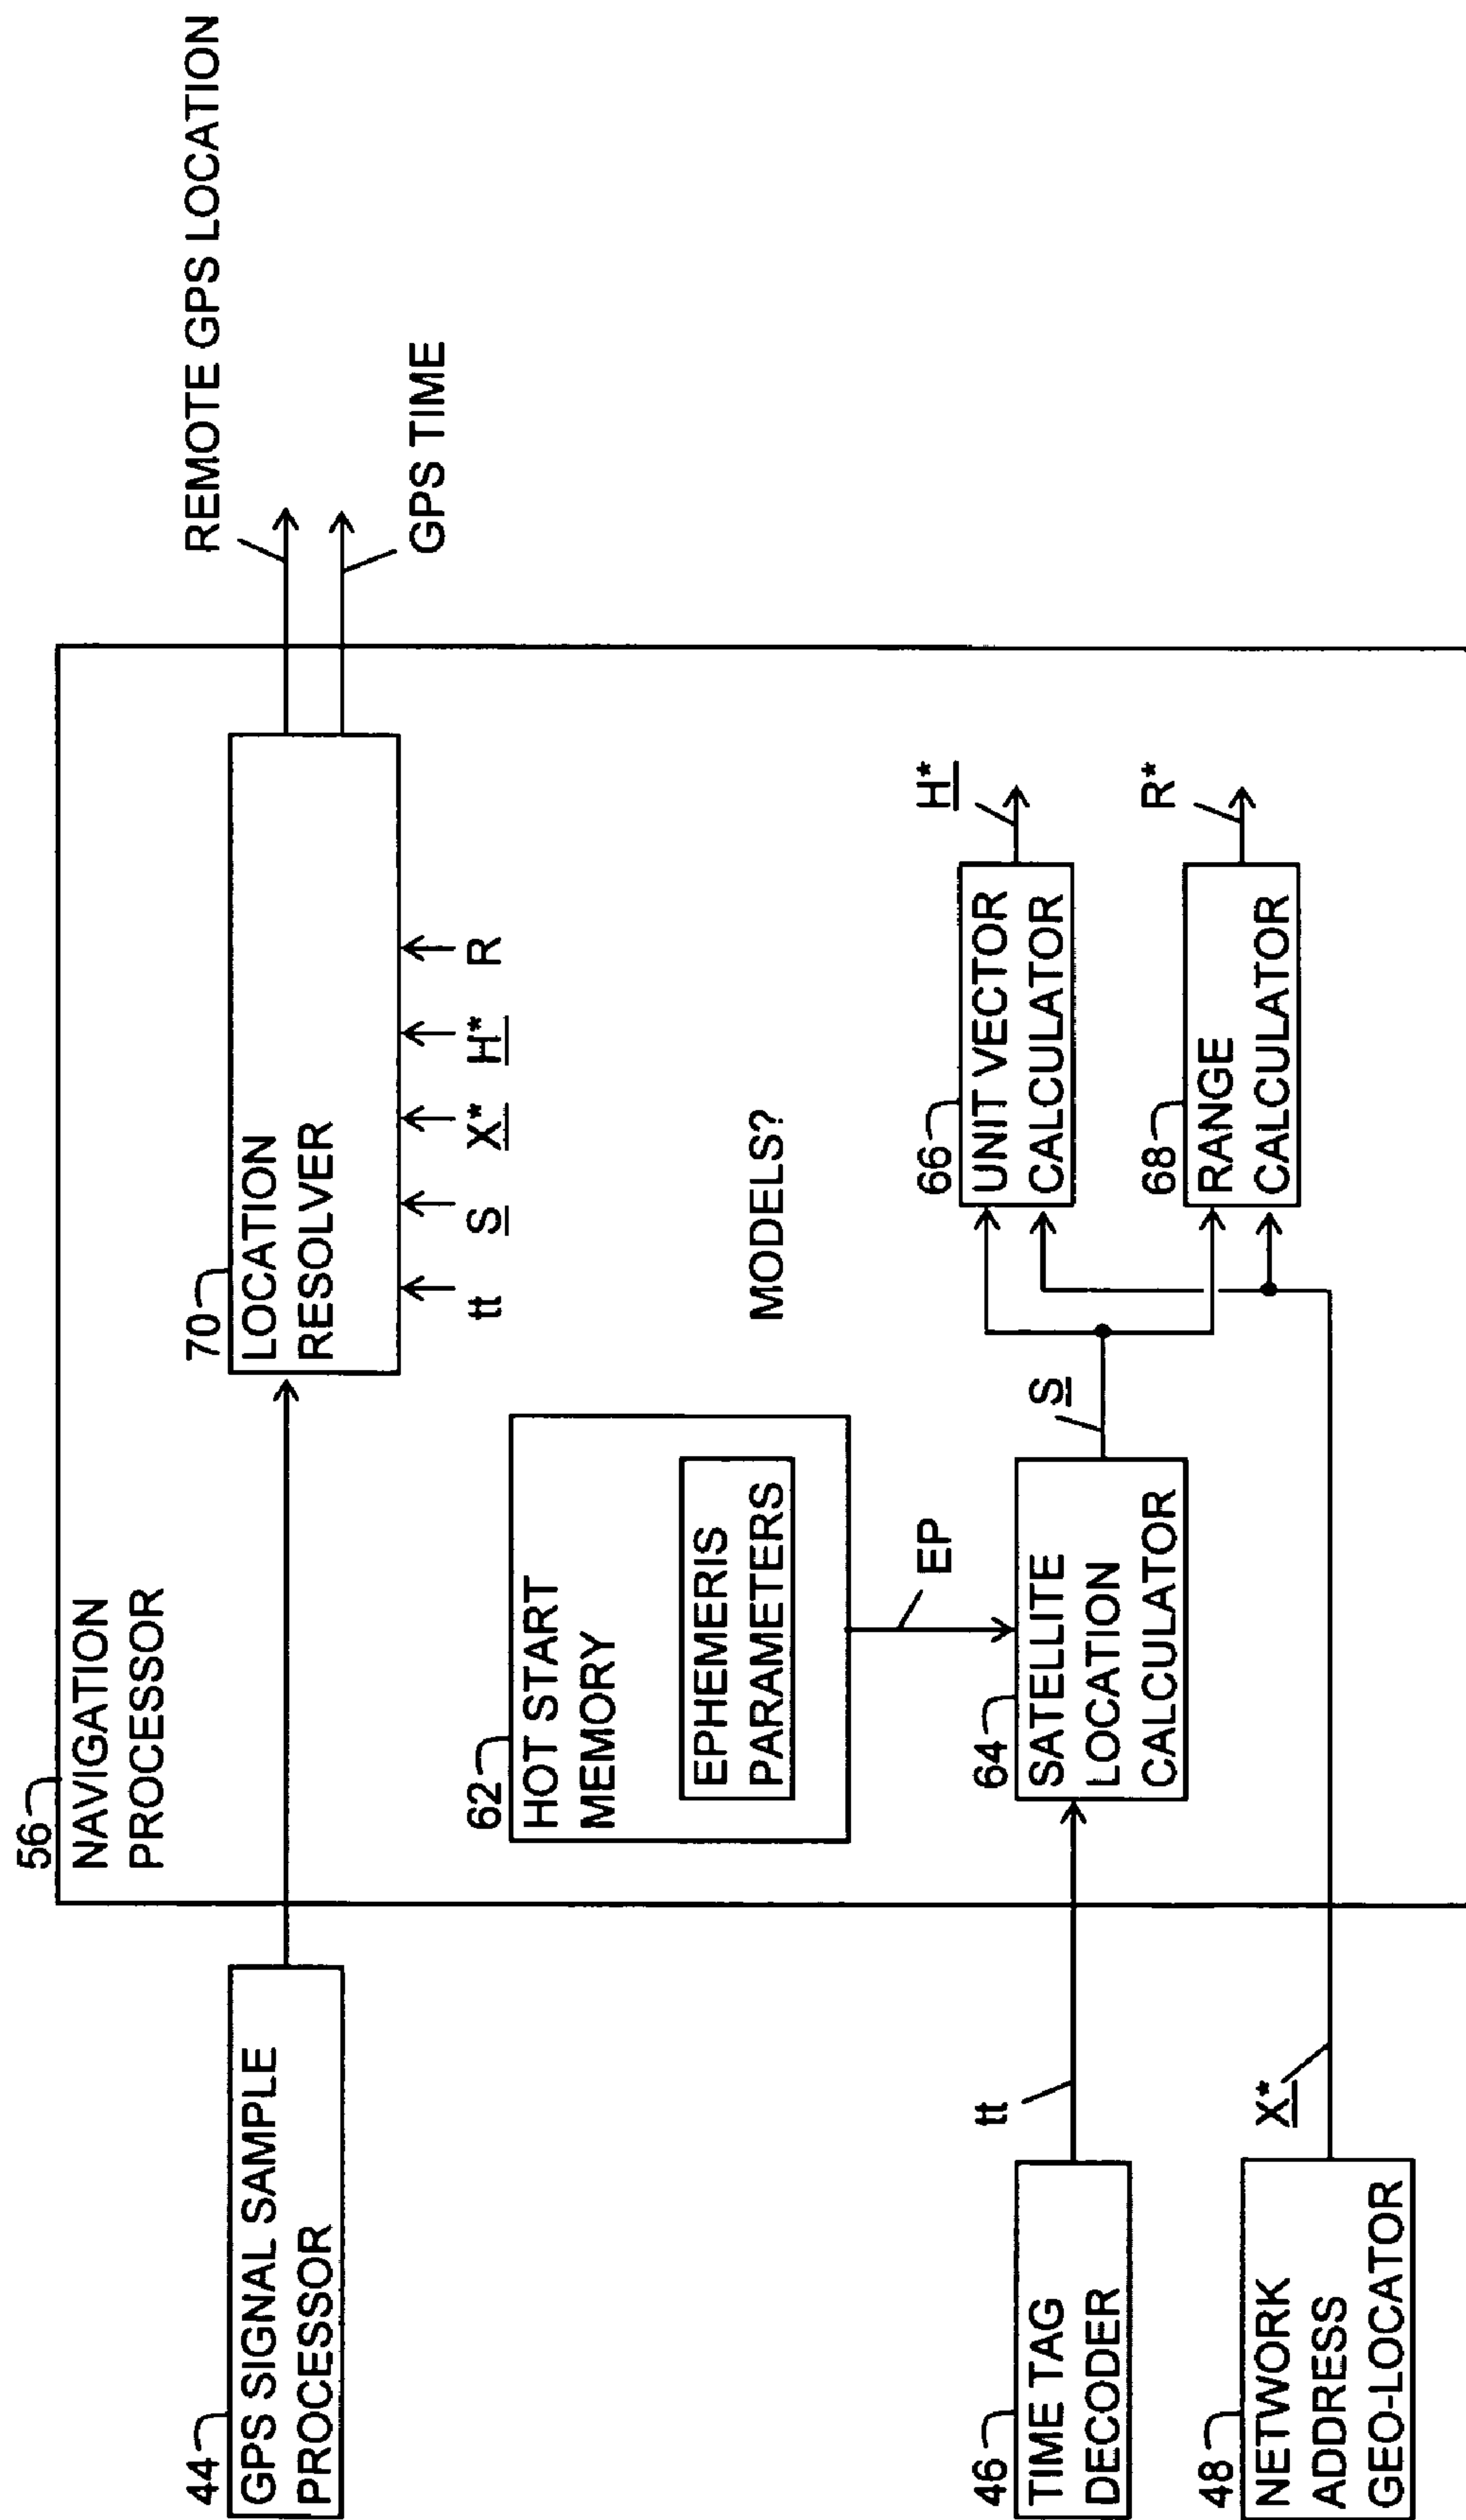 56
NAVIGATION
PROCESSOR
44
GPS SIGNAL SAMPLE
PROCESSOR
70
LOCATION
RESOLVER
REMOTE GPS LOCATION
GPS TIME
tt
S
X*
H*
R
62
HOT START
MEMORY
EPHEMERIS
PARAMETERS
MODELS?
EP
46
TIME TAG
DECODER
tt
64
SATELLITE
LOCATION
CALCULATOR
S
66
UNIT VECTOR
CALCULATOR
H*
68
RANGE
CALCULATOR
R*
48
NETWORK
ADDRESS
GEO-LOCATOR
X*